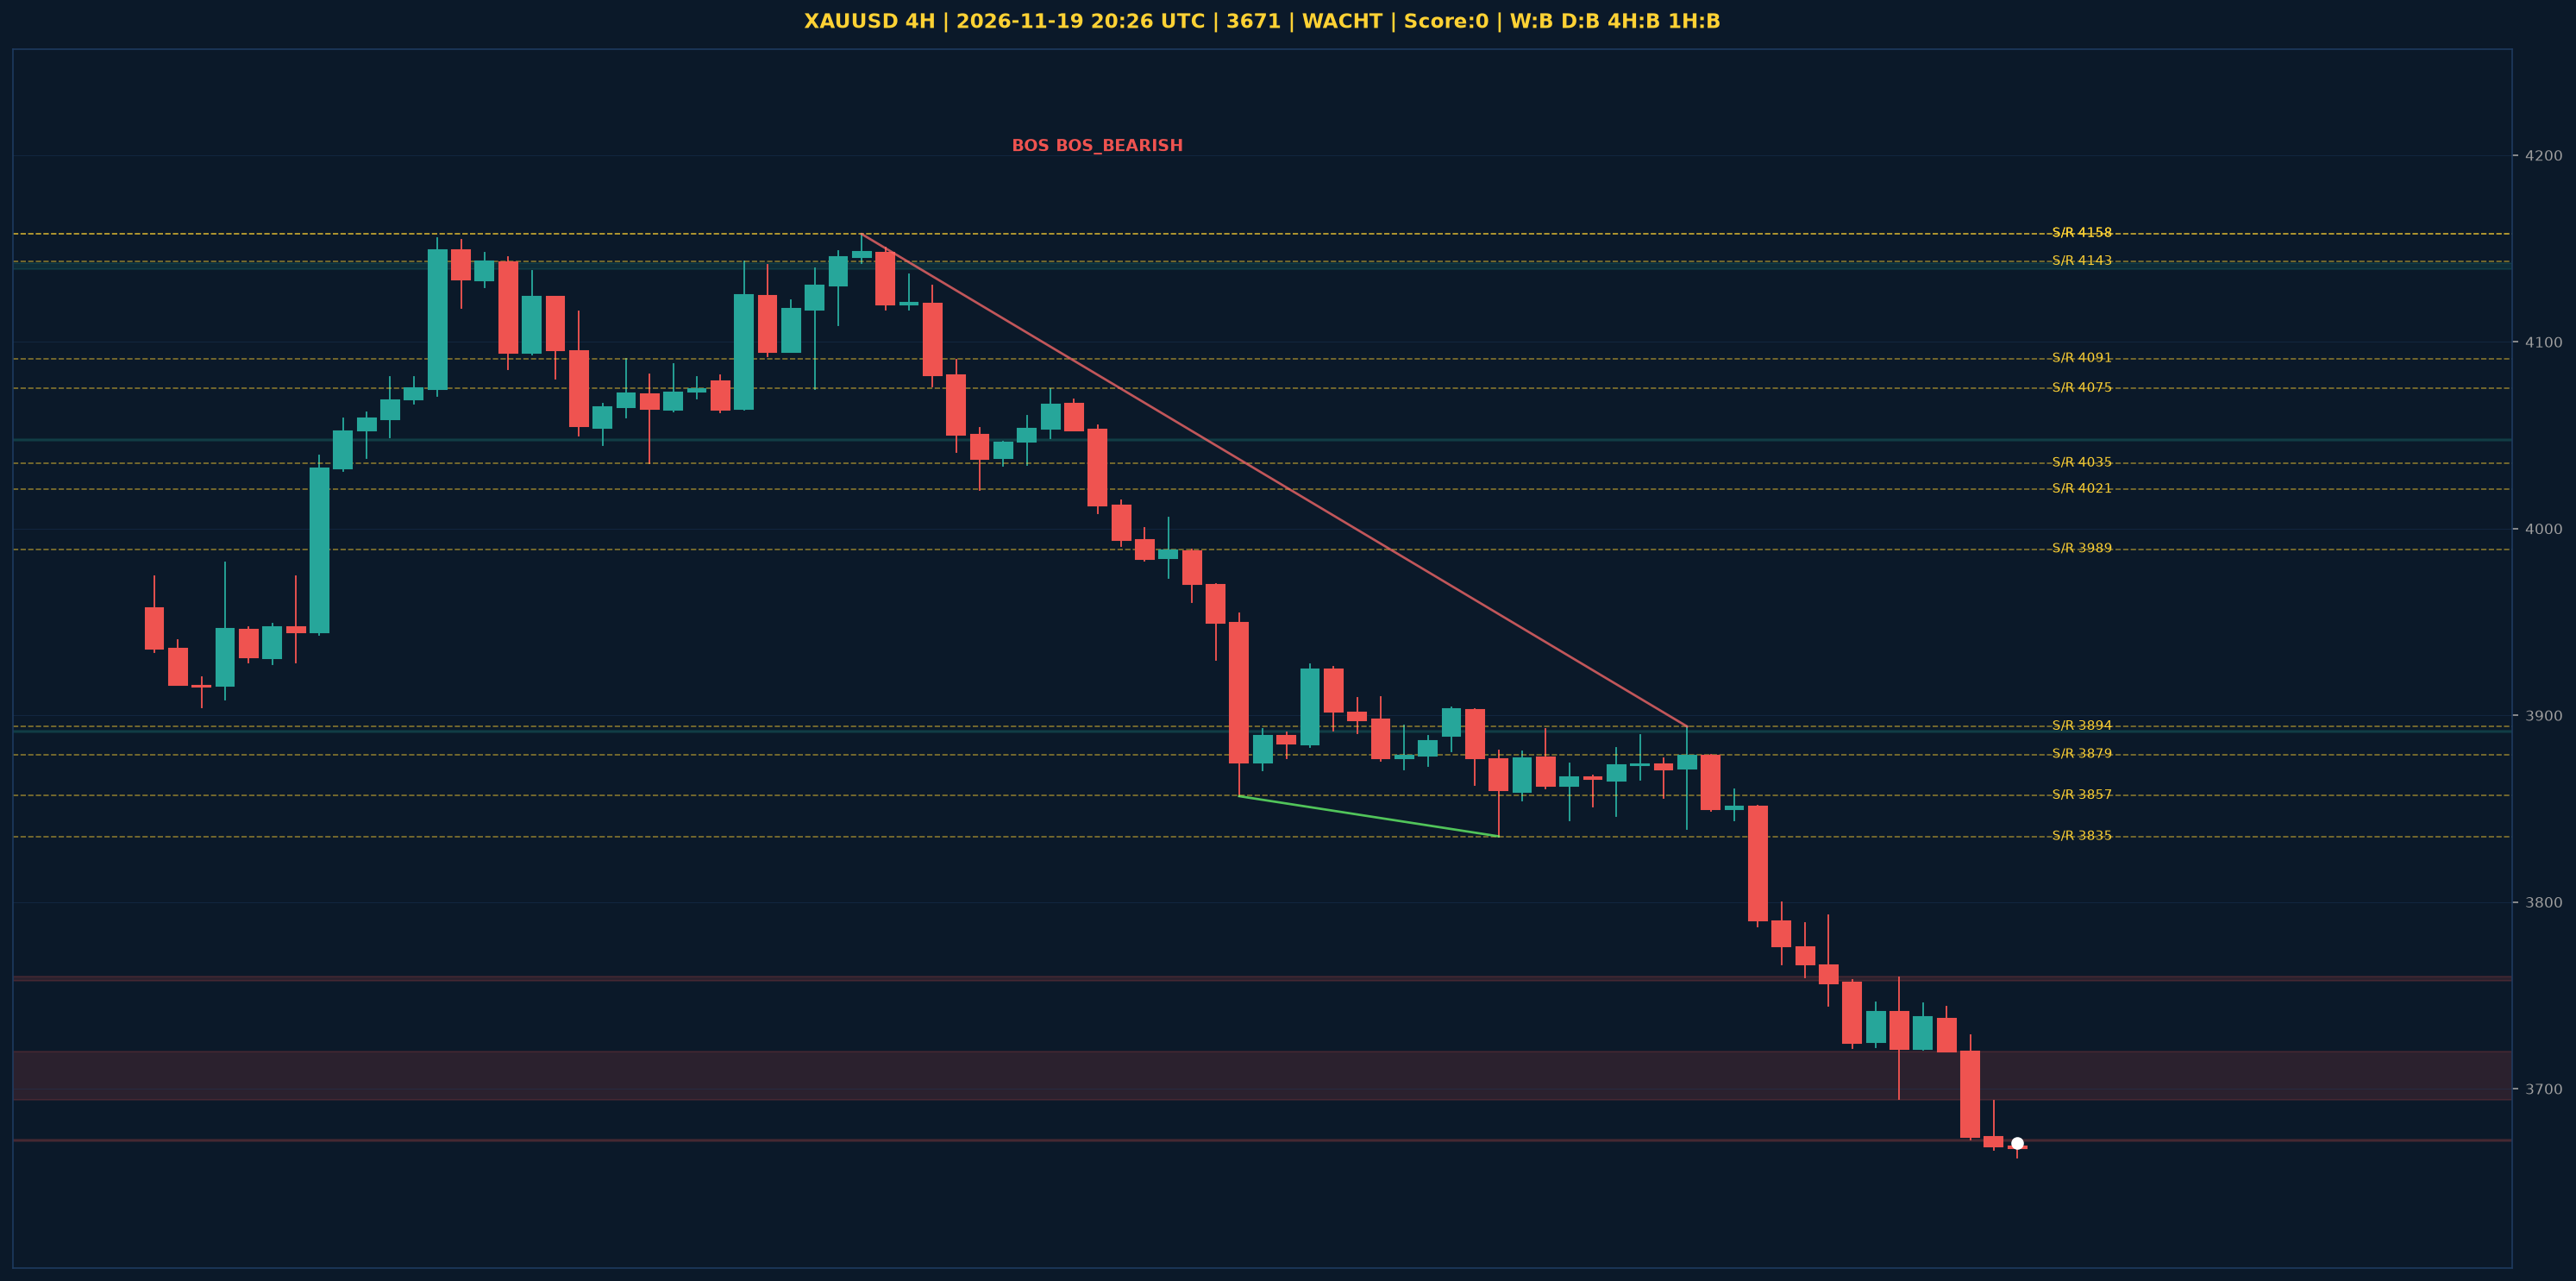 XAUUSD 4H | 2026-11-19 20:26 UTC | 3671 | WACHT | Score:0 | W:B D:B 4H:B 1H:B
BOS BOS_BEARISH
4200
S/R 4158
S/R 4143
4100
S/R 4091
S/R 4075
S/R 4035
S/R 4021
4000
S/R 3989
3900
S/R 3894
S/R 3879
S/R 3857
S/R 3835
3800
3700